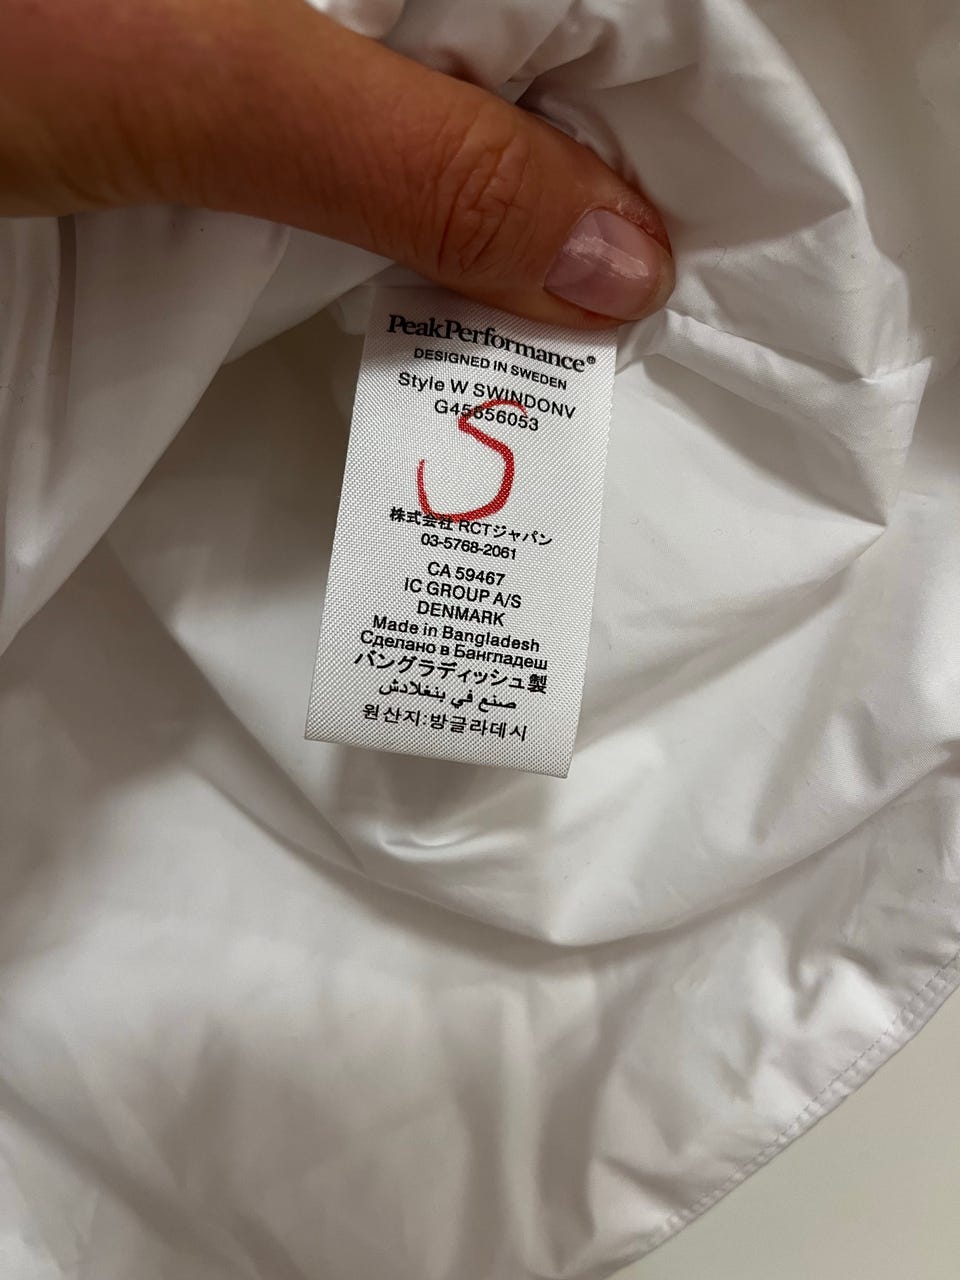 PeakPerformance®
DESIGNED IN SWEDEN
Style W SWINDONV
G45656053
S
株式会社 RCTジャパン
03-5768-2061
CA 59467
IC GROUP A/S
DENMARK
Made in Bangladesh
Сделано в Бангладеш
バングラディッシュ製
صنع في بنغلادش
원산지:방글라데시